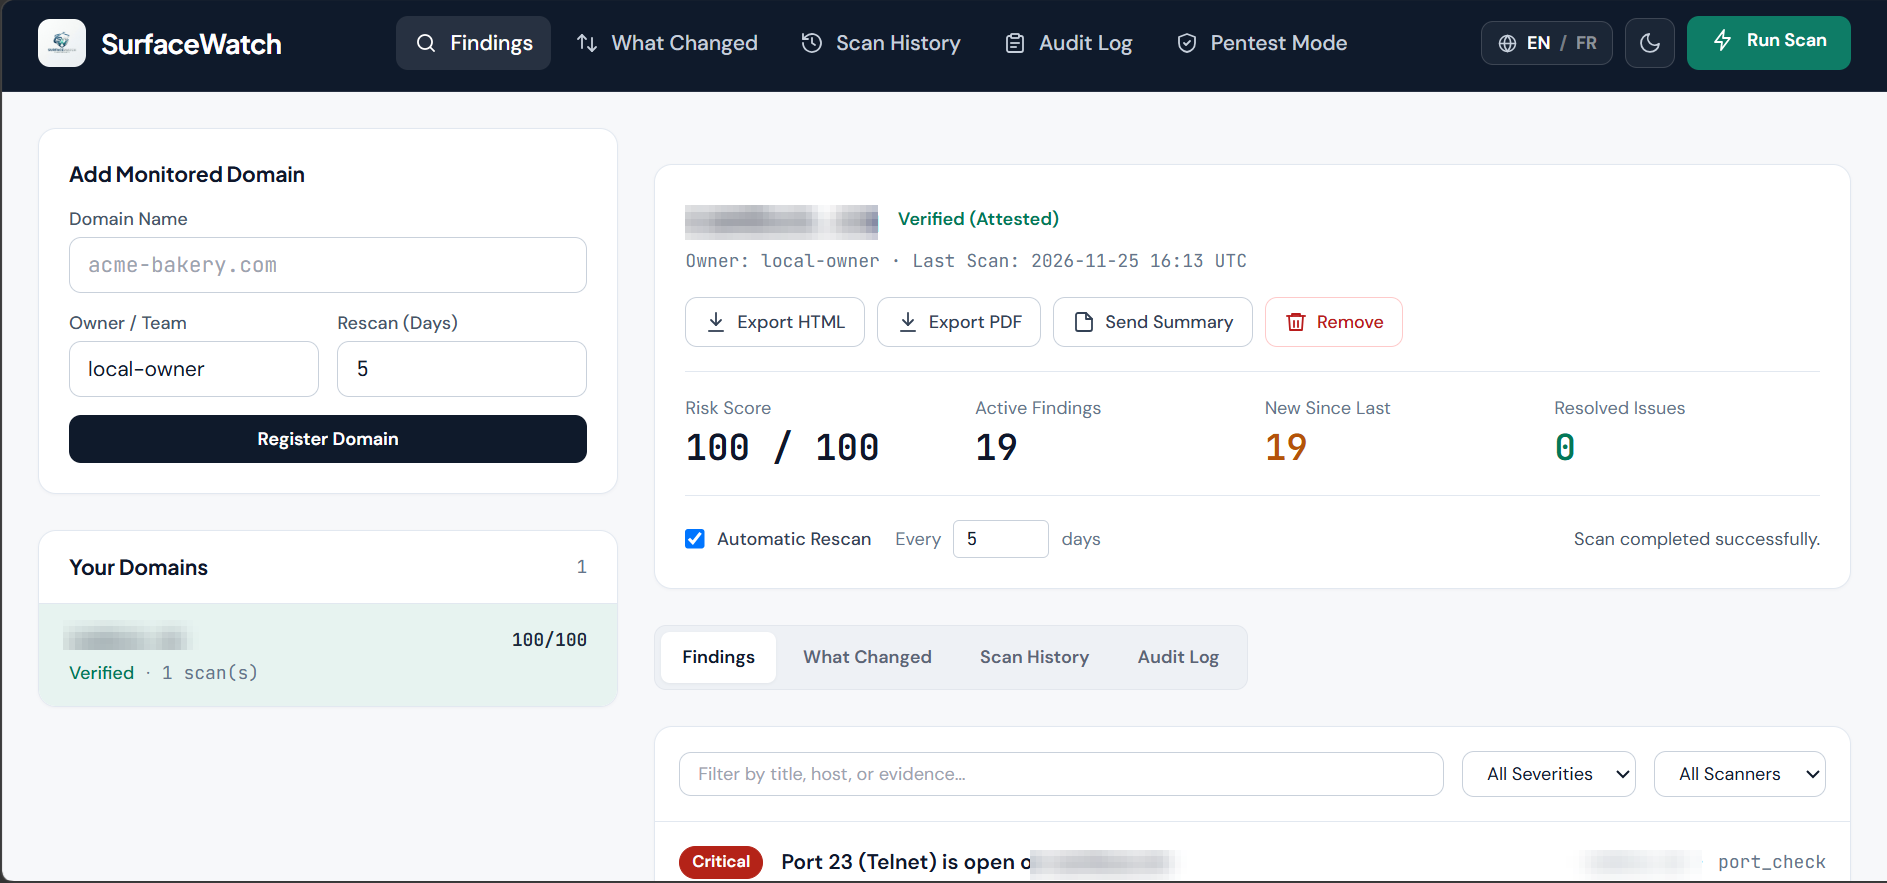 SurfaceWatch
Findings
What Changed
Scan History
Audit Log
Pentest Mode
EN / FR
Run Scan
Add Monitored Domain
Domain Name
acme-bakery.com
Owner / Team
Rescan (Days)
local-owner
5
Register Domain
Your Domains
1
100/100
Verified · 1 scan(s)
Verified (Attested)
Owner: local-owner · Last Scan: 2026-11-25 16:13 UTC
Export HTML
Export PDF
Send Summary
Remove
Risk Score
Active Findings
New Since Last
Resolved Issues
100 / 100
19
19
0
Automatic Rescan
Every
5
days
Scan completed successfully.
Findings
What Changed
Scan History
Audit Log
Filter by title, host, or evidence...
All Severities
All Scanners
Critical
Port 23 (Telnet) is open
port_check